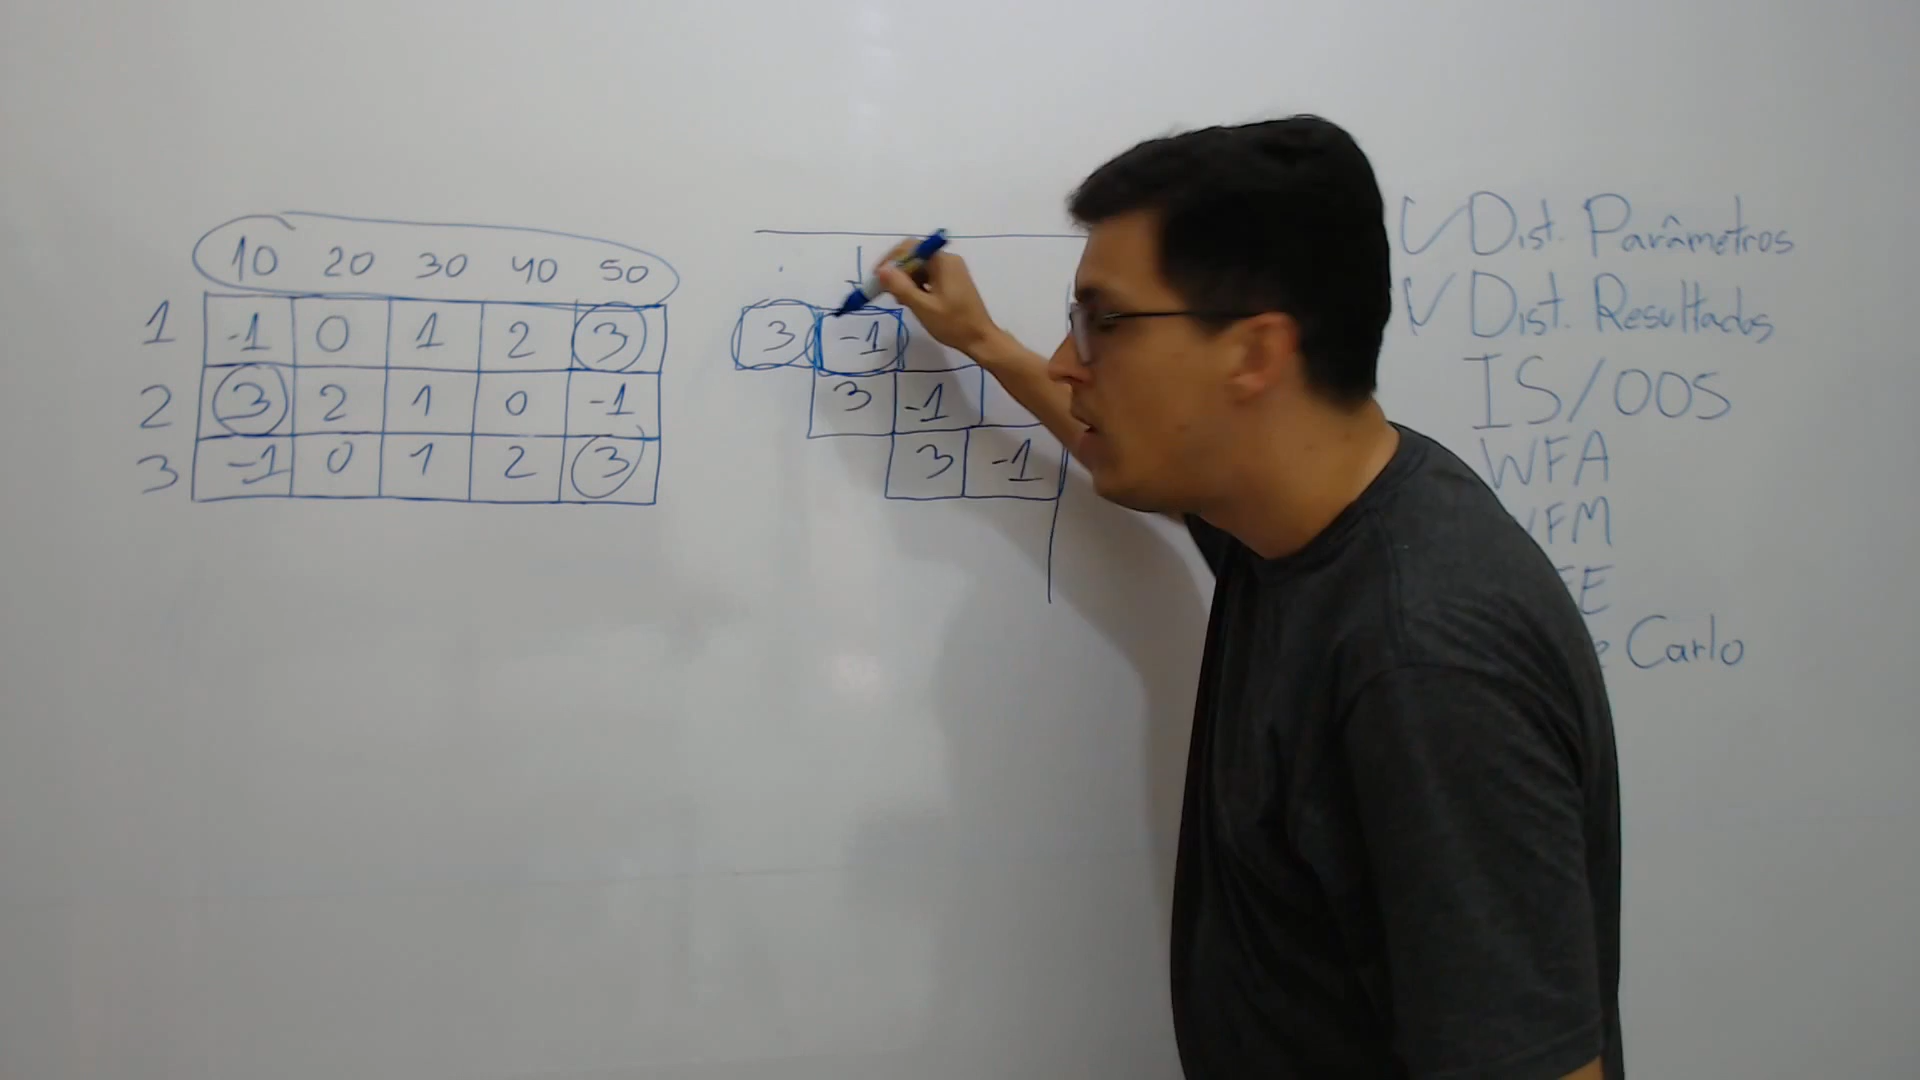 10 20 30 40 50
1 -1 0 1 2 3
2 3 2 1 0 -1
3 -1 0 1 2 3
3 -1
3 -1
3 -1
Dist. Parâmetros
Dist. Resultados
IS/OOS
WFA
FM
E
Carlo